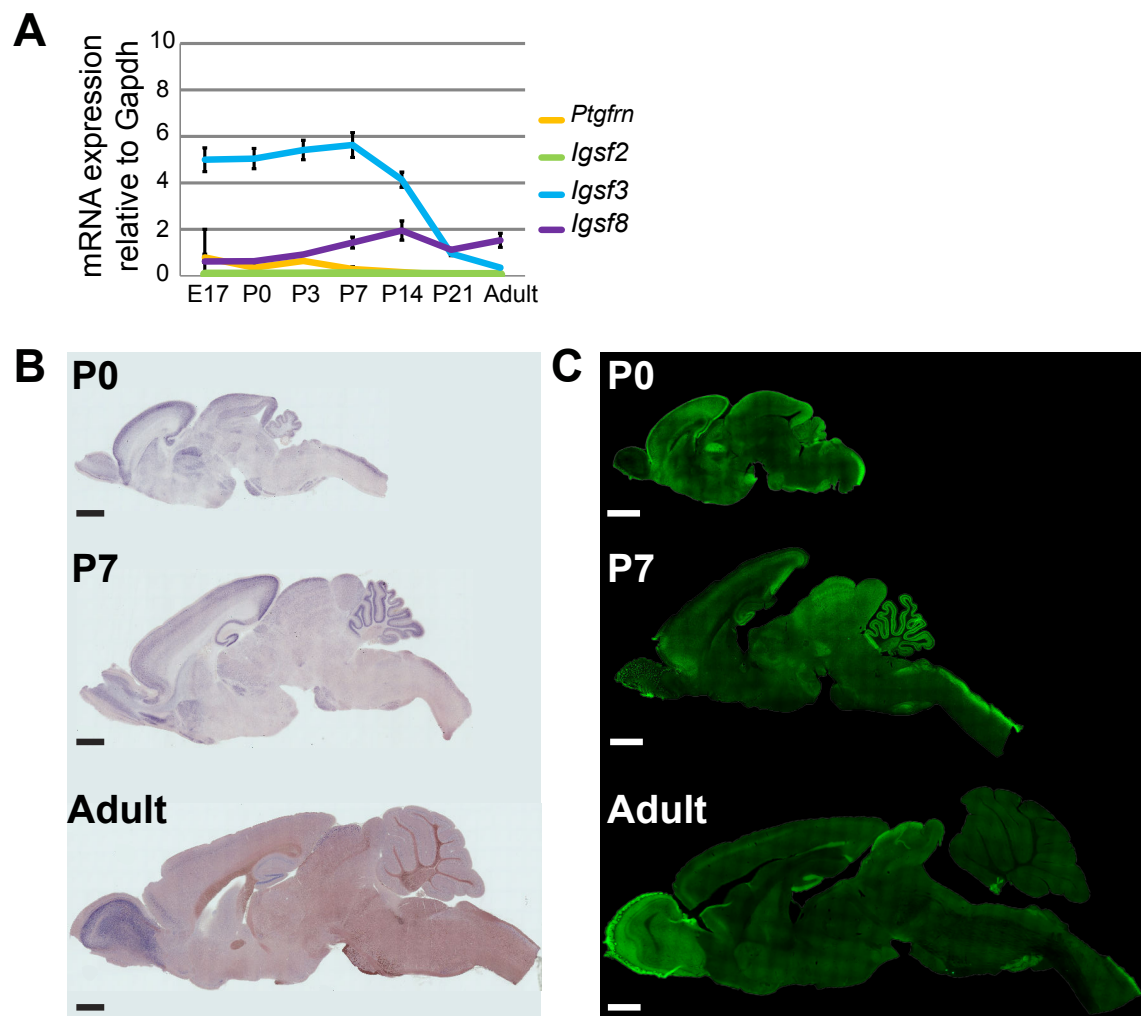 A
mRNA expression
relative to Gapdh
10
8
6
4
2
0
E17 P0 P3 P7 P14 P21 Adult
Ptgfrn
Igsf2
Igsf3
Igsf8
B
P0
P7
Adult
C
P0
P7
Adult